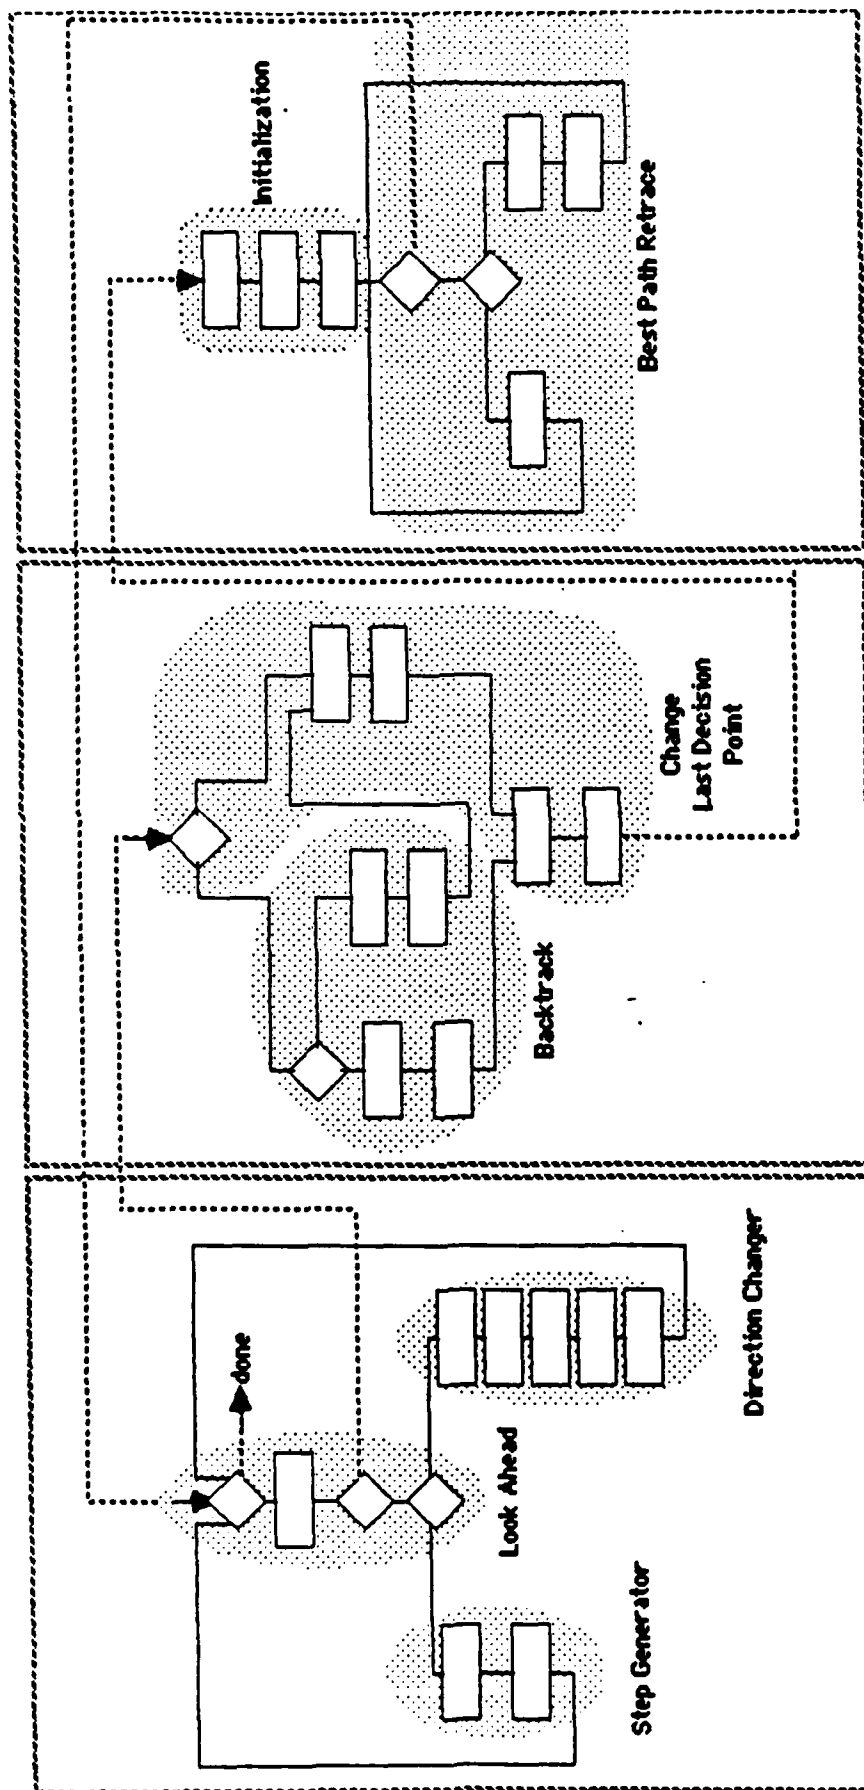 done
Look Ahead
Step Generator
Direction Changer
Backtrack
Change
Last Decision
Point
Initialization
Best Path Retrace